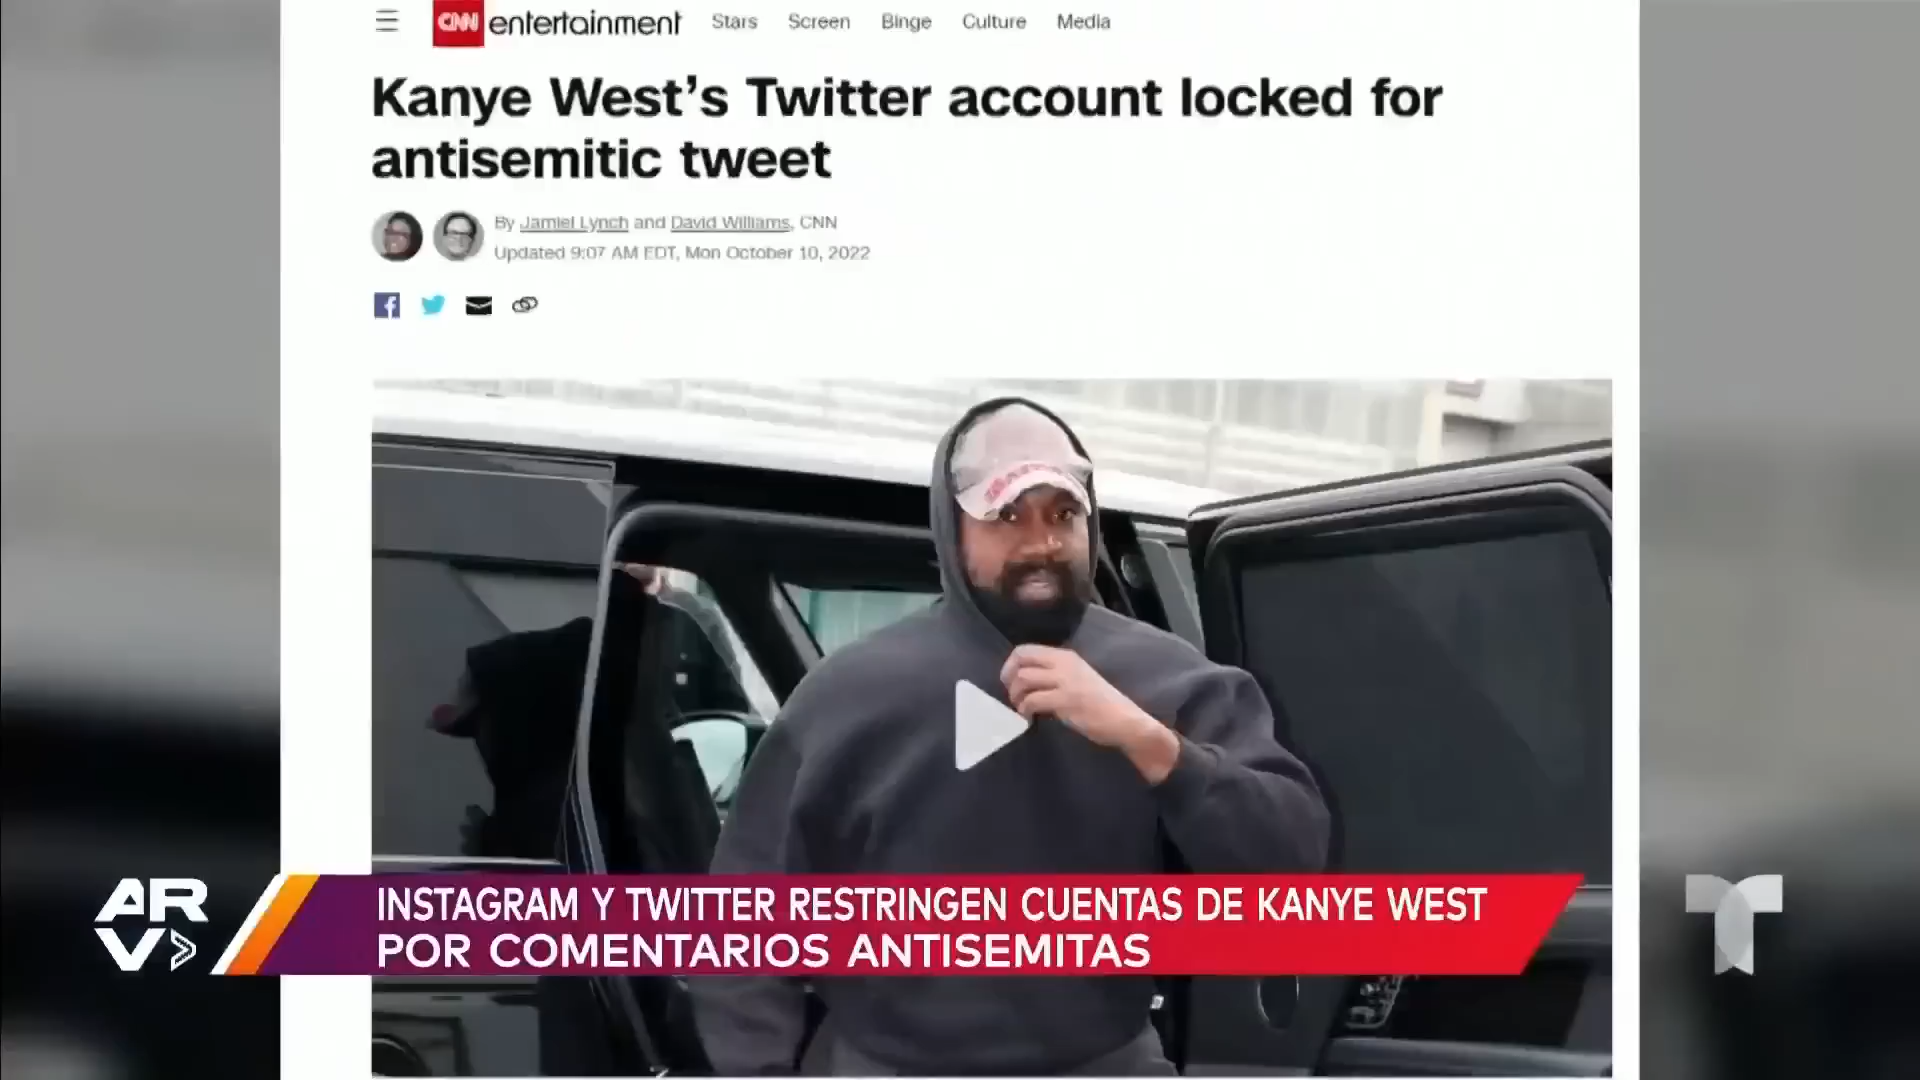 CNN entertainment Stars Screen Binge Culture Media
Kanye West's Twitter account locked for
antisemitic tweet
By Jamiel Lynch and David Williams, CNN
Updated 9:07 AM EDT, Mon October 10, 2022
ARV
INSTAGRAM Y TWITTER RESTRINGEN CUENTAS DE KANYE WEST
POR COMENTARIOS ANTISEMITAS